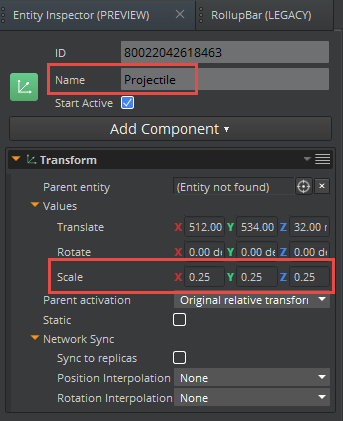 Entity Inspector (PREVIEW) RollupBar (LEGACY)
ID 80022042618463
Name Projectile
Start Active
Add Component
Transform
Parent entity (Entity not found)
Values
Translate X 512.00 Y 534.00 Z 32.00 m
Rotate X 0.00 de Y 0.00 de Z 0.00 de
Scale X 0.25 Y 0.25 Z 0.25
Parent activation Original relative transform
Static
Network Sync
Sync to replicas
Position Interpolation None
Rotation Interpolation None